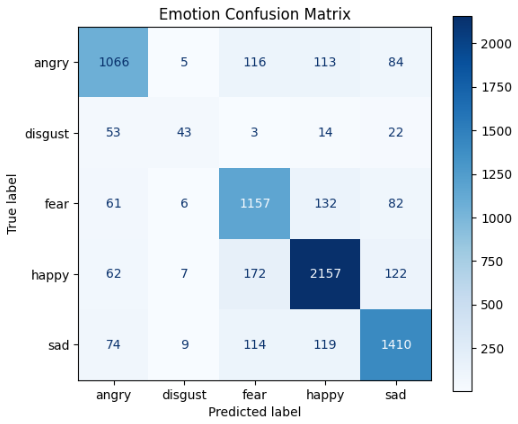 Emotion Confusion Matrix
True label
angry 1066 5 116 113 84
disgust 53 43 3 14 22
fear 61 6 1157 132 82
happy 62 7 172 2157 122
sad 74 9 114 119 1410
angry disgust fear happy sad
Predicted label
2000
1750
1500
1250
1000
750
500
250